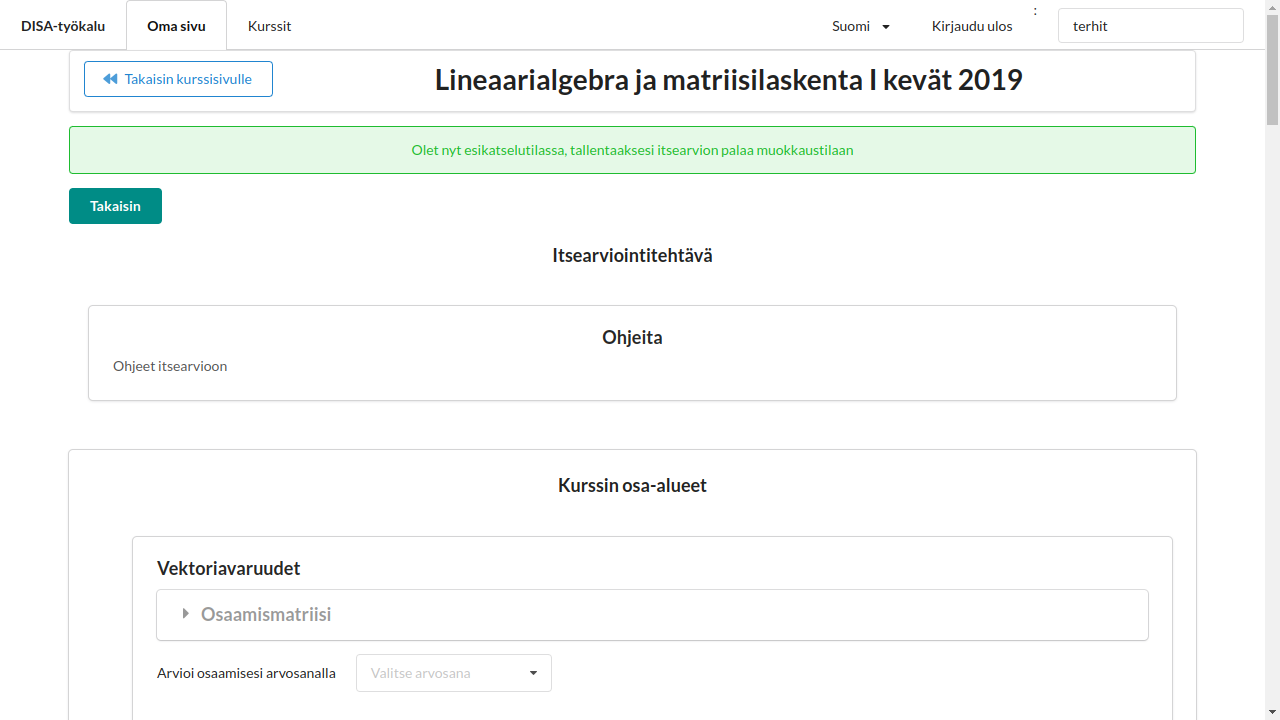 DISA-työkalu Oma sivu Kurssit Suomi Kirjaudu ulos : terhit
Takaisin kurssisivulle Lineaarialgebra ja matriisilaskenta I kevät 2019
Olet nyt esikatselutilassa, tallentaaksesi itsearvion palaa muokkaustilaan
Takaisin
Itsearviointitehtävä
Ohjeita
Ohjeet itsearvioon
Kurssin osa-alueet
Vektoriavaruudet
Osaamismatriisi
Arvioi osaamisesi arvosanalla Valitse arvosana